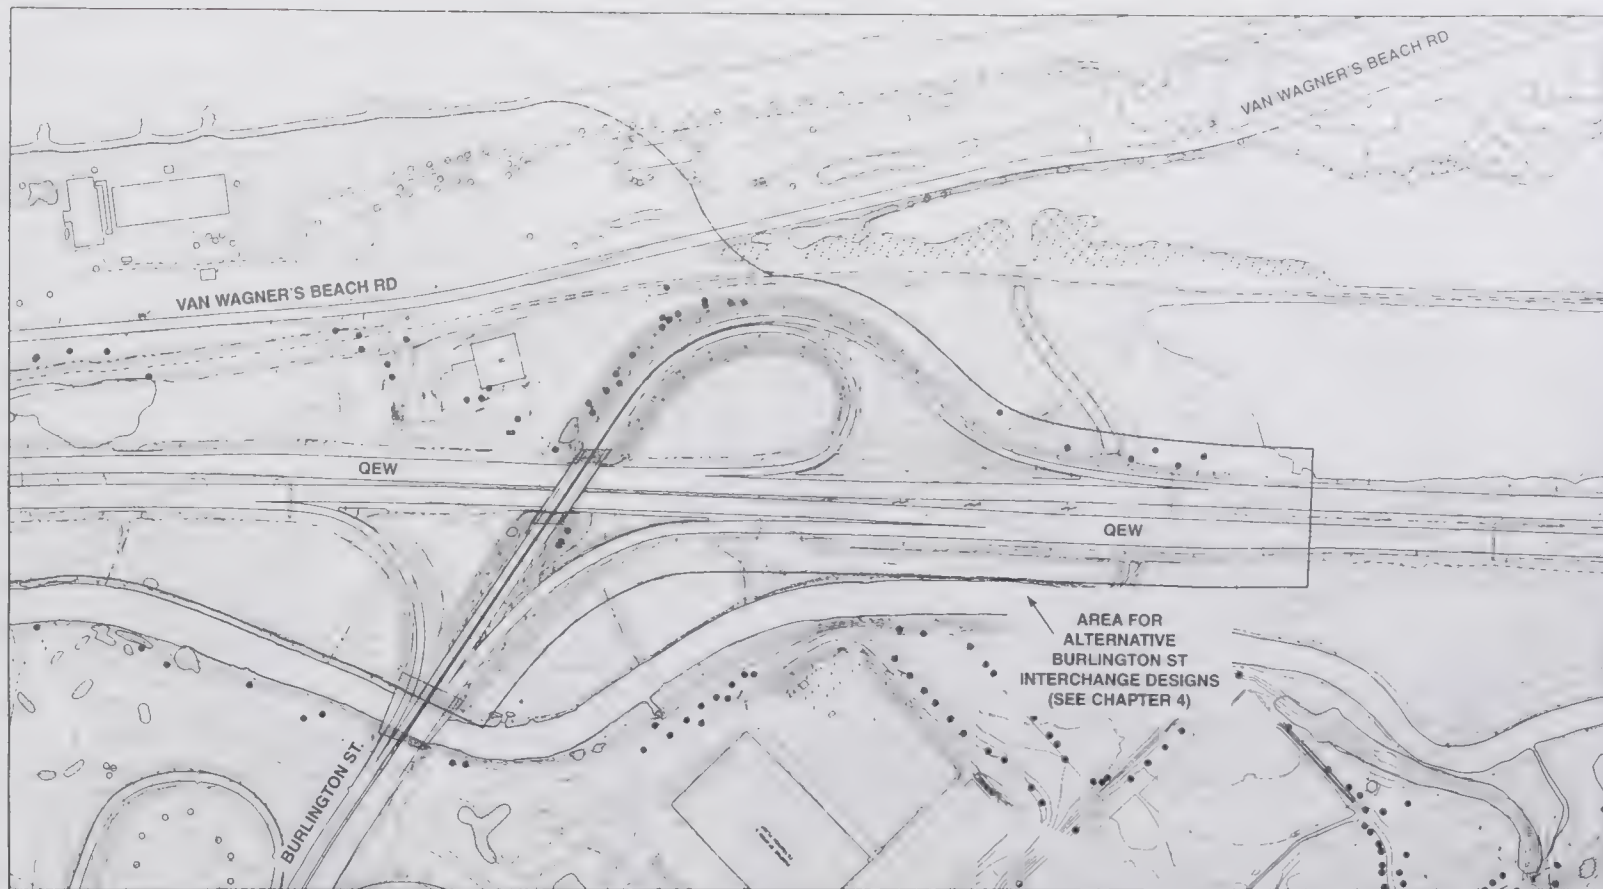 VAN WAGNER'S BEACH RD
VAN WAGNER'S BEACH RD
QEW
QEW
AREA FOR
ALTERNATIVE
BURLINGTON ST
INTERCHANGE DESIGNS
(SEE CHAPTER 4)
BURLINGTON ST.